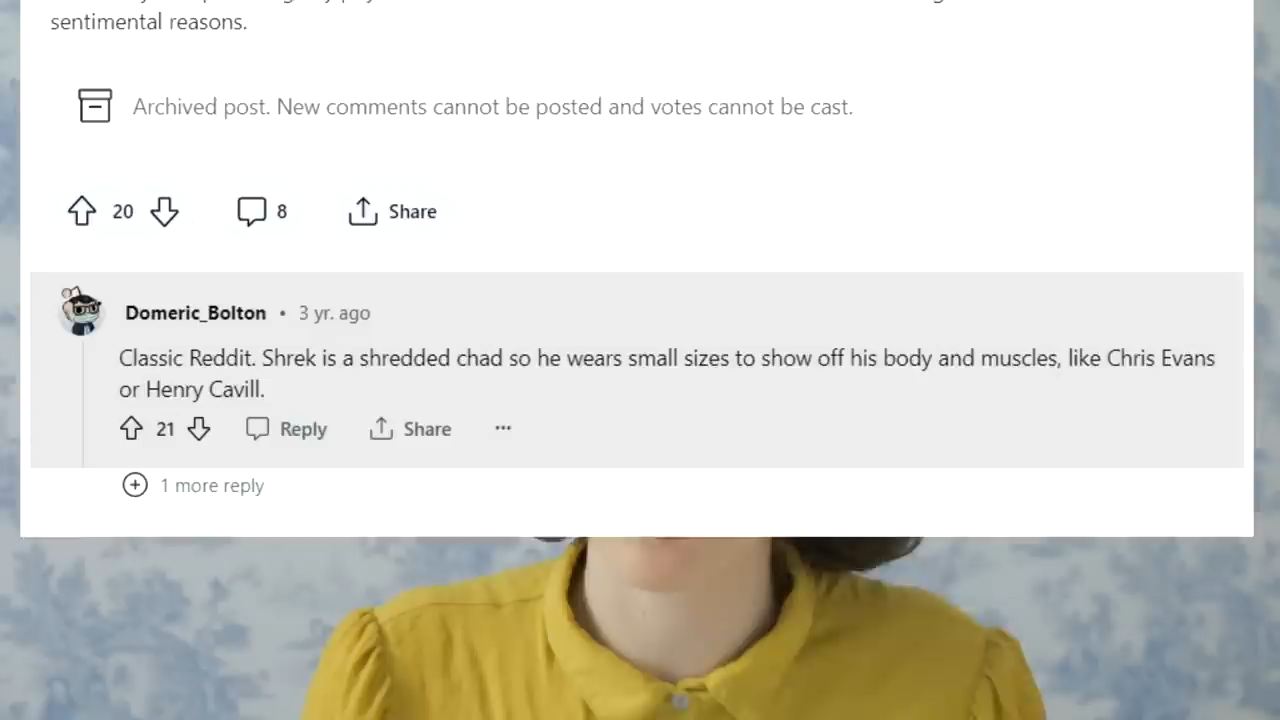 sentimental reasons.
Archived post. New comments cannot be posted and votes cannot be cast.
20
8
Share
Domeric_Bolton • 3 yr. ago
Classic Reddit. Shrek is a shredded chad so he wears small sizes to show off his body and muscles, like Chris Evans
or Henry Cavill.
21
Reply
Share
1 more reply